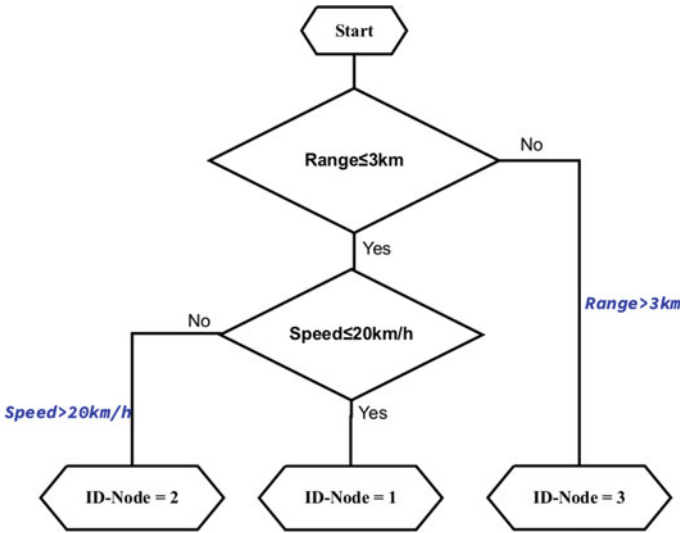 Start
Range≤3km
No
Yes
Range>3km
No
Speed≤20km/h
Speed>20km/h
Yes
ID-Node = 2
ID-Node = 1
ID-Node = 3